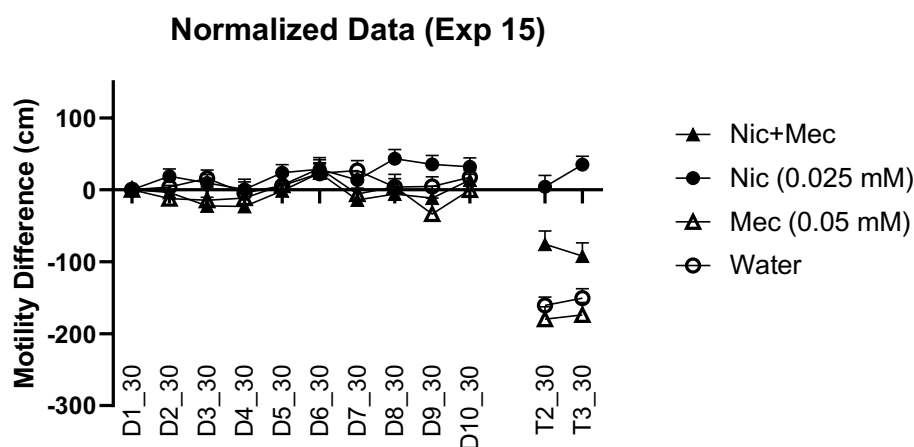 Normalized Data (Exp 15)
Motility Difference (cm)
100
0
-100
-200
-300
D1_30
D2_30
D3_30
D4_30
D5_30
D6_30
D7_30
D8_30
D9_30
D10_30
T2_30
T3_30
Nic+Mec
Nic (0.025 mM)
Mec (0.05 mM)
Water